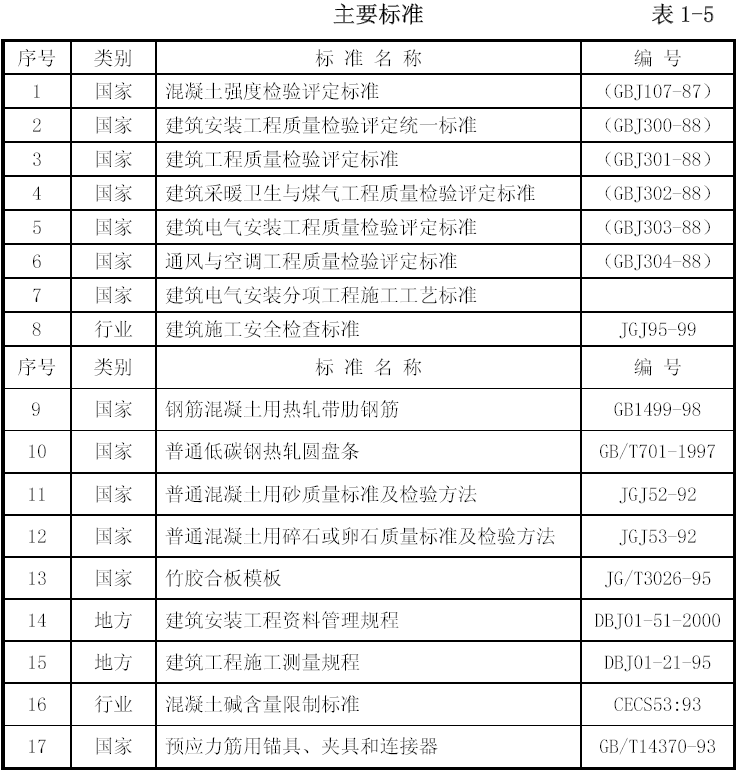 主要标准 表1-5
序号 类别 标 准 名 称 编 号
1 国家 混凝土强度检验评定标准 （GBJ107-87）
2 国家 建筑安装工程质量检验评定统一标准 （GBJ300-88）
3 国家 建筑工程质量检验评定标准 （GBJ301-88）
4 国家 建筑采暖卫生与煤气工程质量检验评定标准 （GBJ302-88）
5 国家 建筑电气安装工程质量检验评定标准 （GBJ303-88）
6 国家 通风与空调工程质量检验评定标准 （GBJ304-88）
7 国家 建筑电气安装分项工程施工工艺标准
8 行业 建筑施工安全检查标准 JGJ95-99
序号 类别 标 准 名 称 编 号
9 国家 钢筋混凝土用热轧带肋钢筋 GB1499-98
10 国家 普通低碳钢热轧圆盘条 GB/T701-1997
11 国家 普通混凝土用砂质量标准及检验方法 JGJ52-92
12 国家 普通混凝土用碎石或卵石质量标准及检验方法 JGJ53-92
13 国家 竹胶合板模板 JG/T3026-95
14 地方 建筑安装工程资料管理规程 DBJ01-51-2000
15 地方 建筑工程施工测量规程 DBJ01-21-95
16 行业 混凝土碱含量限制标准 CECS53:93
17 国家 预应力筋用锚具、夹具和连接器 GB/T14370-93